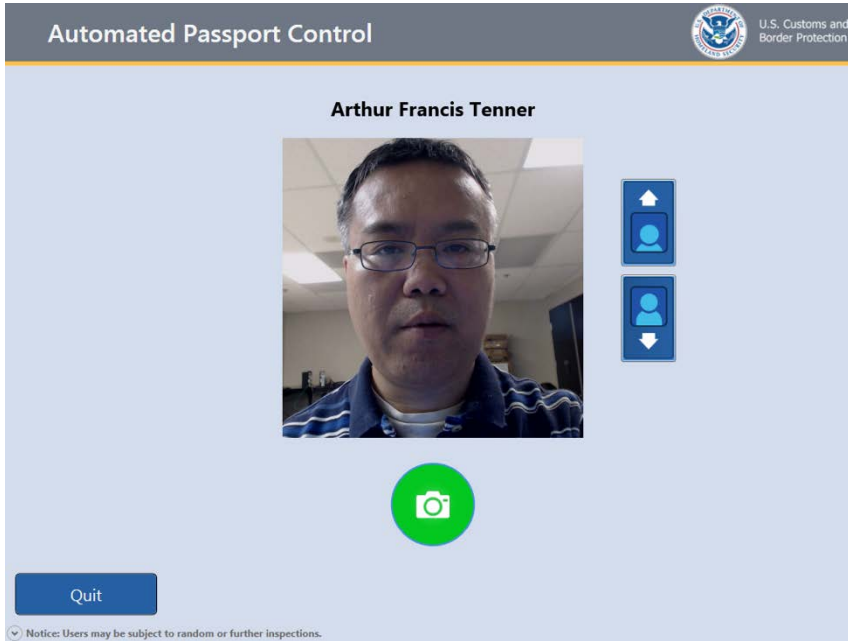 Automated Passport Control
U.S. Customs and
Border Protection
Arthur Francis Tenner
Quit
Notice: Users may be subject to random or further inspections.